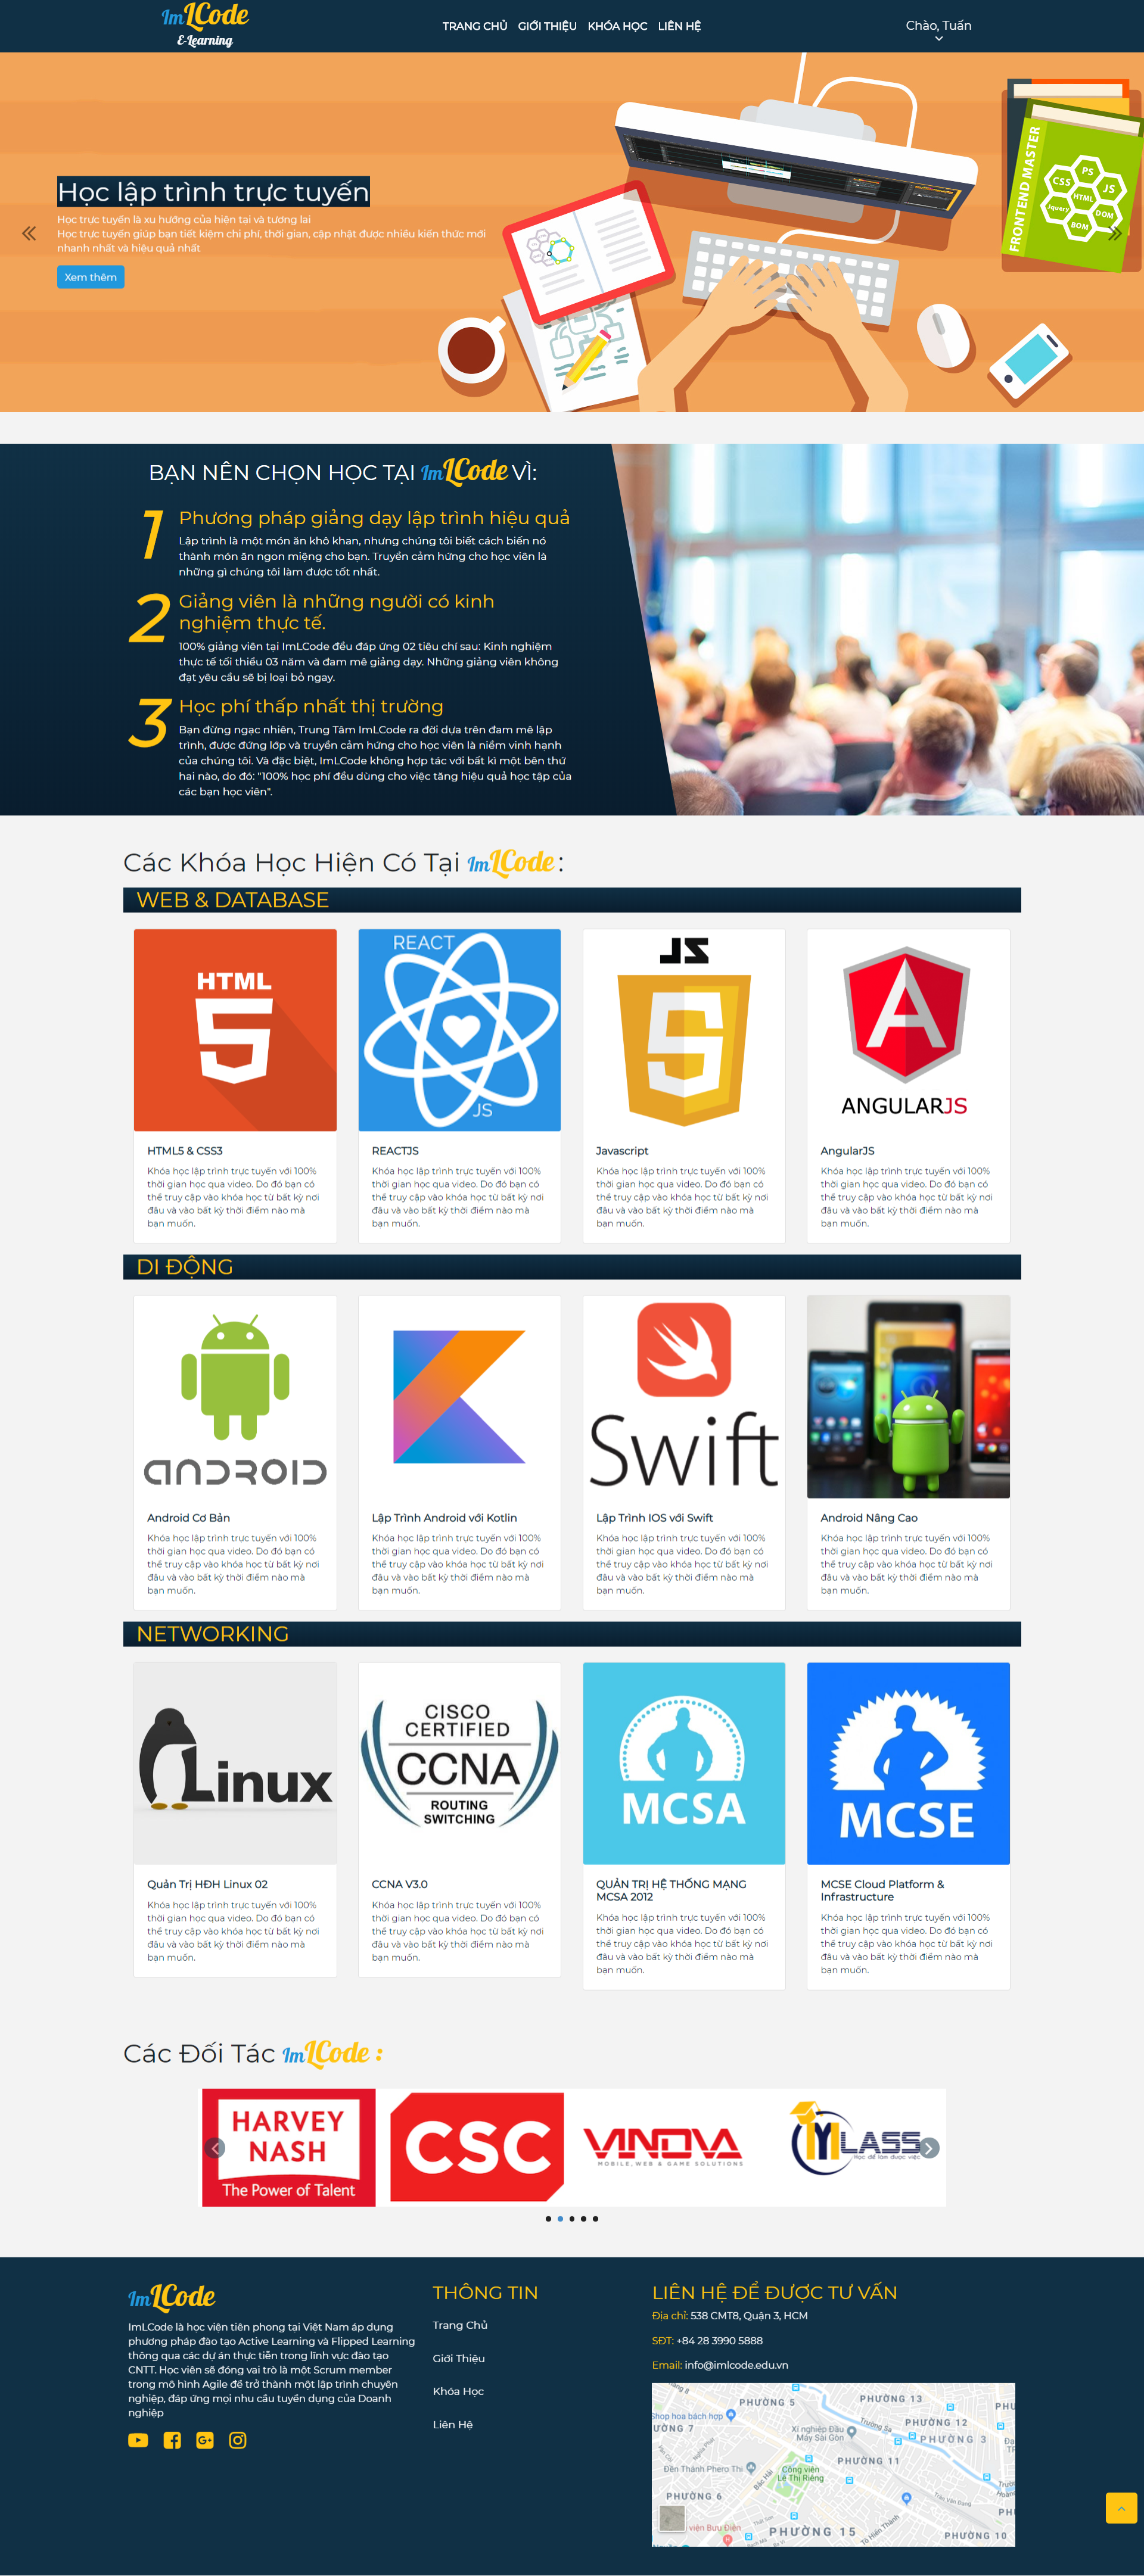 ImLCode
E-Learning
TRANG CHỦ GIỚI THIỆU KHÓA HỌC LIÊN HỆ
Chào, Tuấn
Học lập trình trực tuyến
Học trực tuyến là xu hướng của hiện tại và tương lai
Học trực tuyến giúp bạn tiết kiệm chi phí, thời gian, cập nhật được nhiều kiến thức mới
nhanh nhất và hiệu quả nhất
Xem thêm
FRONTEND MASTER
PS
CSS
JS
HTML
Jquery
DOM
BOM
BẠN NÊN CHỌN HỌC TẠI ImLCode VÌ:
1
Phương pháp giảng dạy lập trình hiệu quả
Lập trình là một món ăn khô khan, nhưng chúng tôi biết cách biến nó
thành món ăn ngon miệng cho bạn. Truyền cảm hứng cho học viên là
những gì chúng tôi làm được tốt nhất.
2
Giảng viên là những người có kinh
nghiệm thực tế.
100% giảng viên tại ImLCode đều đáp ứng 02 tiêu chí sau: Kinh nghiệm
thực tế tối thiểu 03 năm và đam mê giảng dạy. Những giảng viên không
đạt yêu cầu sẽ bị loại bỏ ngay.
3
Học phí thấp nhất thị trường
Bạn đừng ngạc nhiên, Trung Tâm ImLCode ra đời dựa trên đam mê lập
trình, được đứng lớp và truyền cảm hứng cho học viên là niềm vinh hạnh
của chúng tôi. Và đặc biệt, ImLCode không hợp tác với bất kì một bên thứ
hai nào, do đó: "100% học phí đều dùng cho việc tăng hiệu quả học tập của
các bạn học viên".
Các Khóa Học Hiện Có Tại ImLCode :
WEB & DATABASE
HTML
5
REACT
JS
JS
5
A
ANGULARJS
HTML5 & CSS3
Khóa học lập trình trực tuyến với 100%
thời gian học qua video. Do đó bạn có
thể truy cập vào khóa học từ bất kỳ nơi
đâu và vào bất kỳ thời điểm nào mà
bạn muốn.
REACTJS
Khóa học lập trình trực tuyến với 100%
thời gian học qua video. Do đó bạn có
thể truy cập vào khóa học từ bất kỳ nơi
đâu và vào bất kỳ thời điểm nào mà
bạn muốn.
Javascript
Khóa học lập trình trực tuyến với 100%
thời gian học qua video. Do đó bạn có
thể truy cập vào khóa học từ bất kỳ nơi
đâu và vào bất kỳ thời điểm nào mà
bạn muốn.
AngularJS
Khóa học lập trình trực tuyến với 100%
thời gian học qua video. Do đó bạn có
thể truy cập vào khóa học từ bất kỳ nơi
đâu và vào bất kỳ thời điểm nào mà
bạn muốn.
DI ĐỘNG
ANDROID
Swift
Android Cơ Bản
Khóa học lập trình trực tuyến với 100%
thời gian học qua video. Do đó bạn có
thể truy cập vào khóa học từ bất kỳ nơi
đâu và vào bất kỳ thời điểm nào mà
bạn muốn.
Lập Trình Android với Kotlin
Khóa học lập trình trực tuyến với 100%
thời gian học qua video. Do đó bạn có
thể truy cập vào khóa học từ bất kỳ nơi
đâu và vào bất kỳ thời điểm nào mà
bạn muốn.
Lập Trình IOS với Swift
Khóa học lập trình trực tuyến với 100%
thời gian học qua video. Do đó bạn có
thể truy cập vào khóa học từ bất kỳ nơi
đâu và vào bất kỳ thời điểm nào mà
bạn muốn.
Android Nâng Cao
Khóa học lập trình trực tuyến với 100%
thời gian học qua video. Do đó bạn có
thể truy cập vào khóa học từ bất kỳ nơi
đâu và vào bất kỳ thời điểm nào mà
bạn muốn.
NETWORKING
Linux
CISCO
CERTIFIED
CCNA
ROUTING
SWITCHING
MCSA
MCSE
Quản Trị HĐH Linux 02
Khóa học lập trình trực tuyến với 100%
thời gian học qua video. Do đó bạn có
thể truy cập vào khóa học từ bất kỳ nơi
đâu và vào bất kỳ thời điểm nào mà
bạn muốn.
CCNA V3.0
Khóa học lập trình trực tuyến với 100%
thời gian học qua video. Do đó bạn có
thể truy cập vào khóa học từ bất kỳ nơi
đâu và vào bất kỳ thời điểm nào mà
bạn muốn.
QUẢN TRỊ HỆ THỐNG MẠNG
MCSA 2012
Khóa học lập trình trực tuyến với 100%
thời gian học qua video. Do đó bạn có
thể truy cập vào khóa học từ bất kỳ nơi
đâu và vào bất kỳ thời điểm nào mà
bạn muốn.
MCSE Cloud Platform &
Infrastructure
Khóa học lập trình trực tuyến với 100%
thời gian học qua video. Do đó bạn có
thể truy cập vào khóa học từ bất kỳ nơi
đâu và vào bất kỳ thời điểm nào mà
bạn muốn.
Các Đối Tác ImLCode :
HARVEY
NASH
The Power of Talent
CSC
VINOVA
MOBILE, WEB & GAME SOLUTIONS
MYCLASS
Học để làm được việc
ImLCode
ImLCode là học viện tiên phong tại Việt Nam áp dụng
phương pháp đào tạo Active Learning và Flipped Learning
thông qua các dự án thực tiễn trong lĩnh vực đào tạo
CNTT. Học viên sẽ đóng vai trò là một Scrum member
trong mô hình Agile để trở thành một lập trình chuyên
nghiệp, đáp ứng mọi nhu cầu tuyển dụng của Doanh
nghiệp
THÔNG TIN
Trang Chủ
Giới Thiệu
Khóa Học
Liên Hệ
LIÊN HỆ ĐỂ ĐƯỢC TƯ VẤN
Địa chỉ: 538 CMT8, Quận 3, HCM
SĐT: +84 28 3990 5888
Email: info@imlcode.edu.vn
PHƯỜNG 5
PHƯỜNG 13
Shop hoa bách hợp
Trường Sa
PHƯỜNG 12
ƯỜNG 7
Xí nghiệp Đầu
Máy Sài Gòn
PHƯỜNG 3
PHƯỜNG 11
Đền Thánh Phero Thi
Bắc Hải
Công viên
Lê Thị Riêng
PHƯỜNG 6
viện Bưu Điện
PHƯỜNG 15
Tô Hiến Thành
PHƯỜNG 10